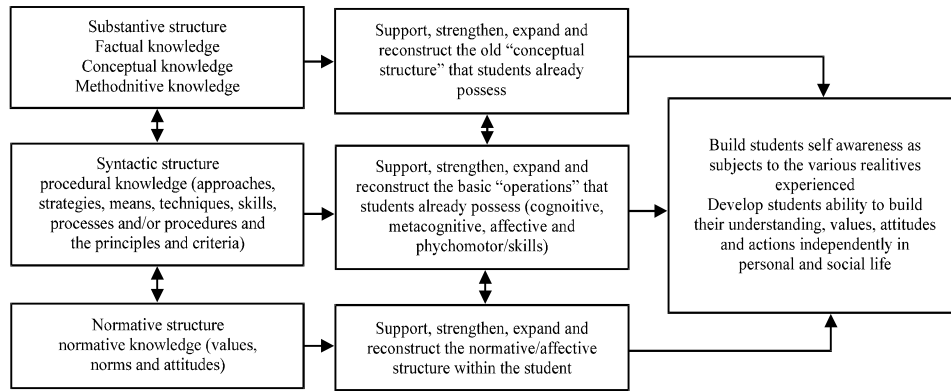 Substantive structure
Factual knowledge
Conceptual knowledge
Methodnitive knowledge
Support, strengthen, expand and
reconstruct the old “conceptual
structure” that students already
possess
Syntactic structure
procedural knowledge (approaches,
strategies, means, techniques, skills,
processes and/or procedures and
the principles and criteria)
Support, strengthen, expand and
reconstruct the basic “operations” that
students already possess (cognoitive,
metacognitive, affective and
phychomotor/skills)
Build students self awareness as
subjects to the various realitives
experienced
Develop students ability to build
their understanding, values, attitudes
and actions independently in
personal and social life
Normative structure
normative knowledge (values,
norms and attitudes)
Support, strengthen, expand and
reconstruct the normative/affective
structure within the student